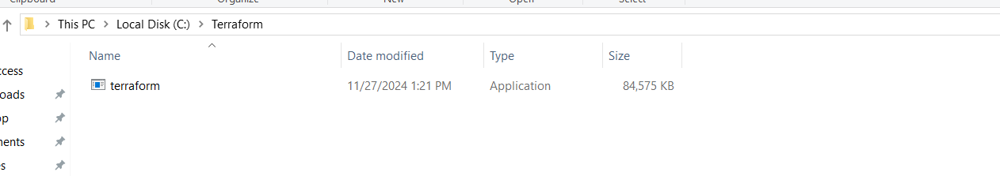 Clipboard Organize New Open Select
This PC Local Disk (C:) Terraform
Name Date modified Type Size
ccess
terraform 11/27/2024 1:21 PM Application 84,575 KB
oads
op
ments
es